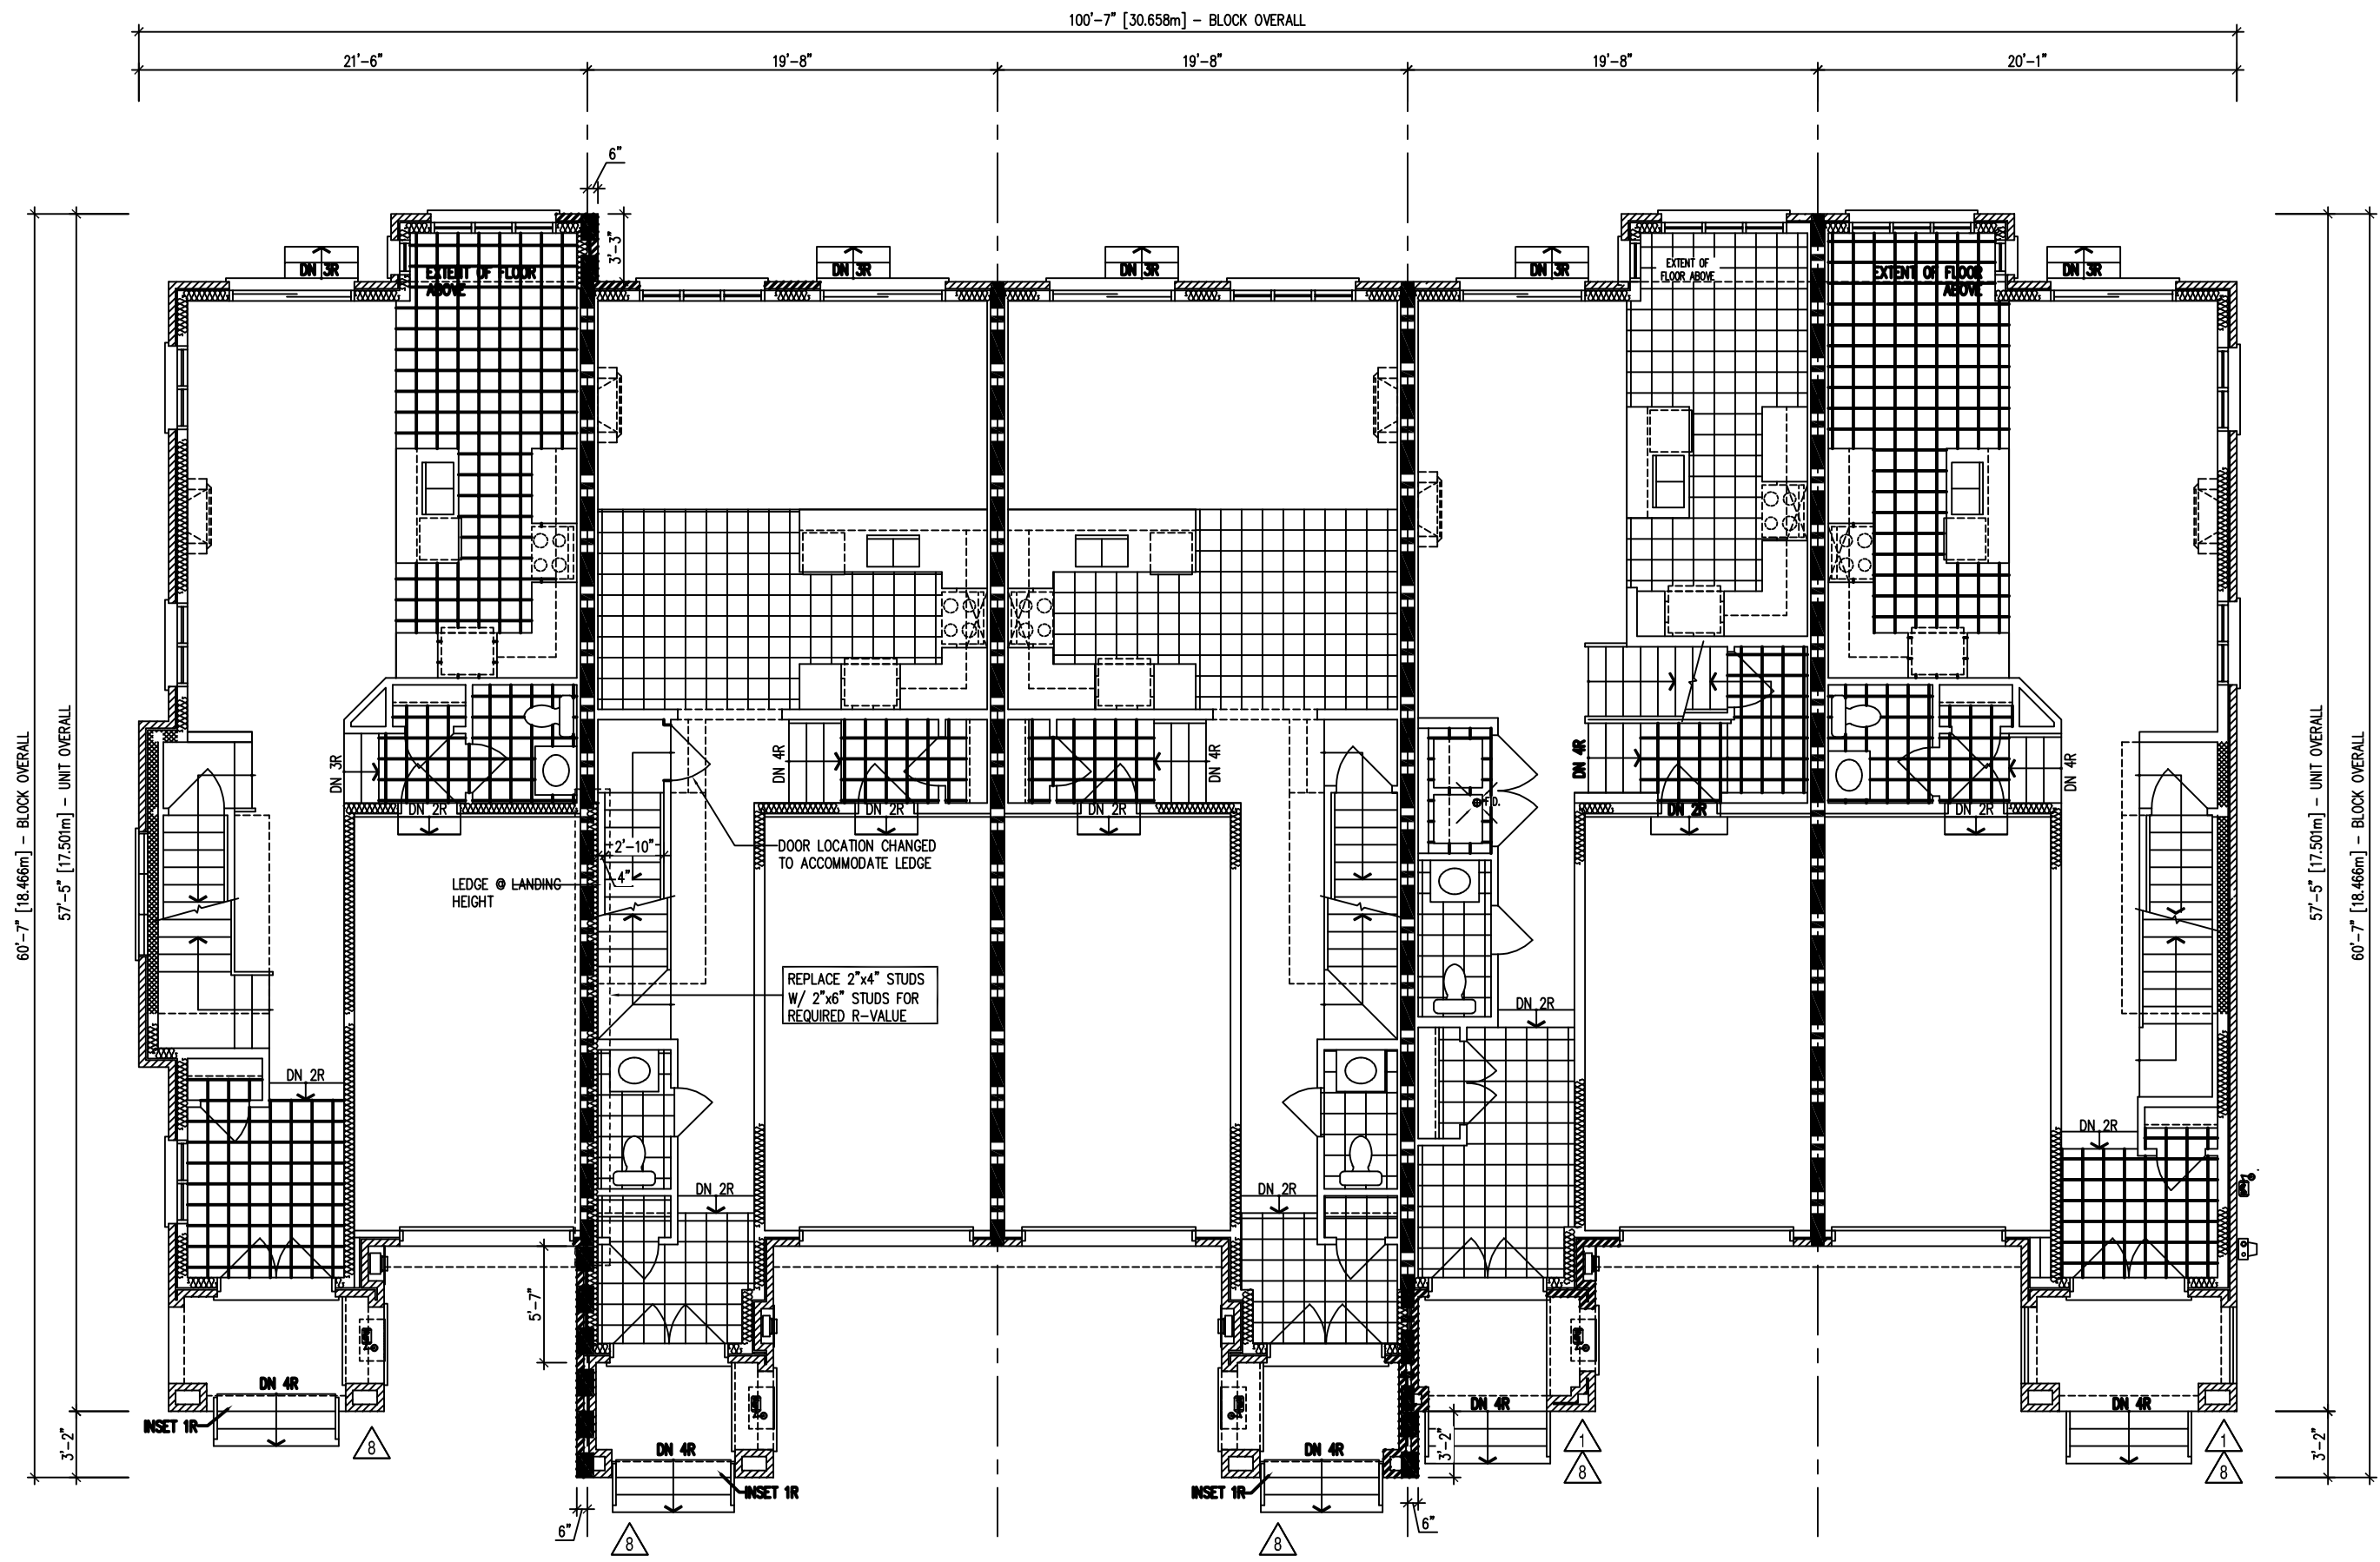 100'-7" [30.658m] - BLOCK OVERALL
21'-6"
19'-8"
19'-8"
19'-8"
20'-1"
6"
3'-3"
DN 3R
DN 3R
DN 3R
DN 3R
DN 3R
EXTENT OF FLOOR
ABOVE
EXTENT OF
FLOOR ABOVE
EXTENT OF FLOOR
ABOVE
60'-7" [18.466m] - BLOCK OVERALL
57'-5" [17.501m] - UNIT OVERALL
57'-5" [17.501m] - UNIT OVERALL
60'-7" [18.466m] - BLOCK OVERALL
DN 3R
DN 4R
DN 4R
DN 4R
DN 4R
DN 2R
DN 2R
DN 2R
DN 2R
DN 2R
F.D.
2'-10"
4"
DOOR LOCATION CHANGED
TO ACCOMMODATE LEDGE
LEDGE @ LANDING
HEIGHT
REPLACE 2"x4" STUDS
W/ 2"x6" STUDS FOR
REQUIRED R-VALUE
DN 2R
DN 2R
DN 2R
DN 2R
DN 2R
5'-7"
DN 4R
INSET 1R
8
DN 4R
INSET 1R
DN 4R
INSET 1R
DN 4R
DN 4R
3'-2"
3'-2"
3'-2"
1
8
1
8
6"
8
8
6"